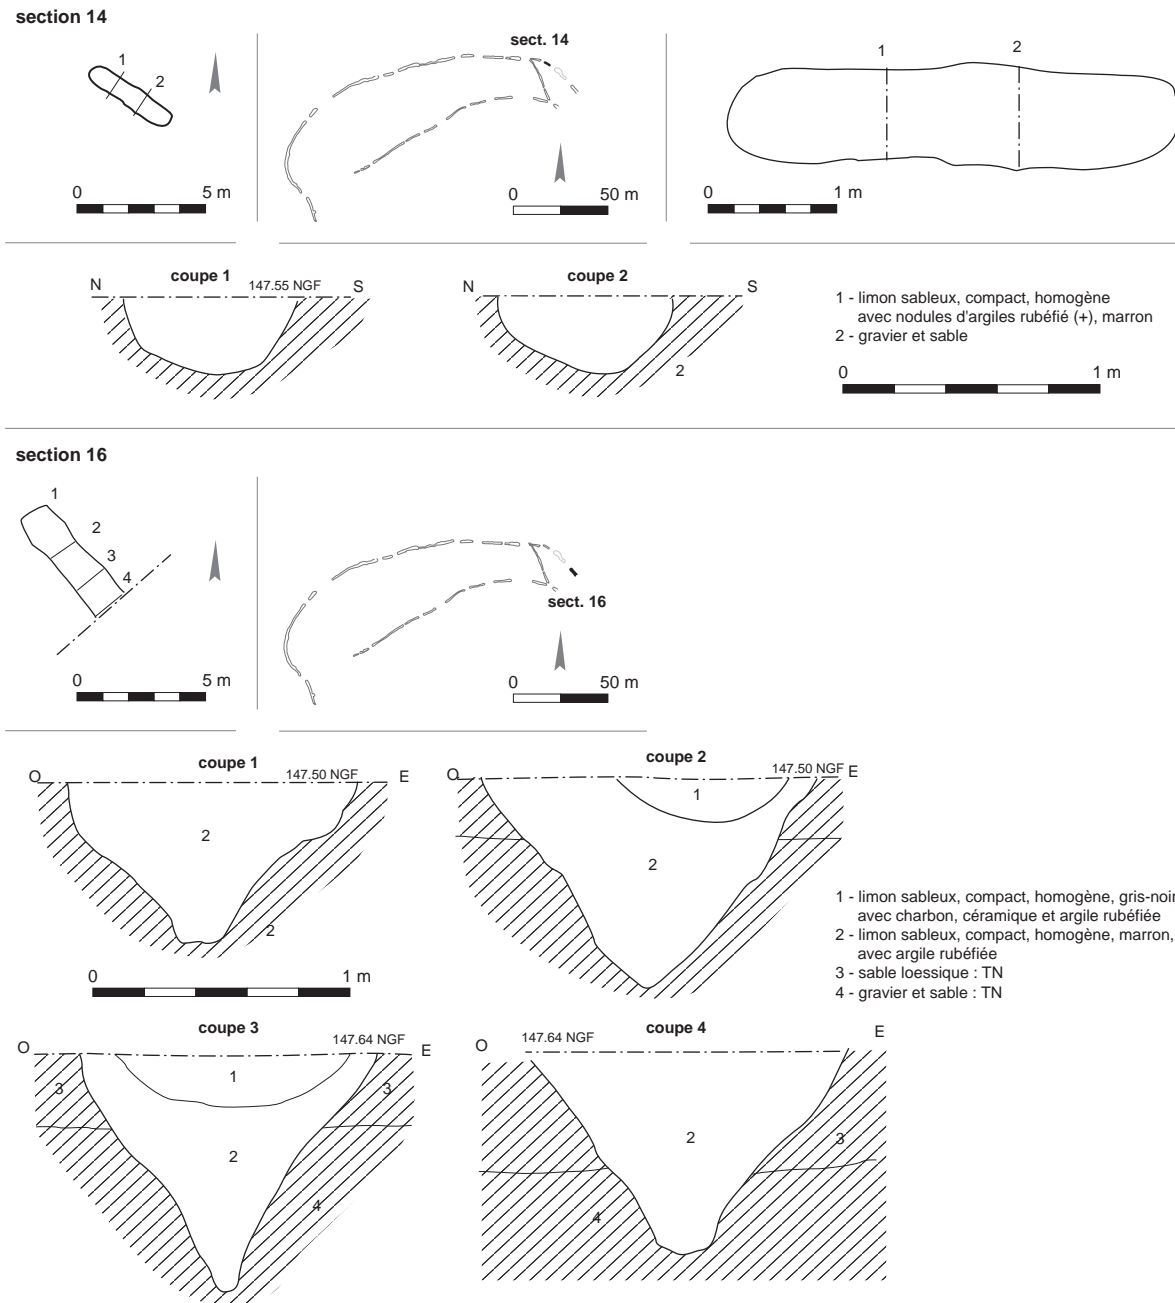 section 14
1
2
0 5 m
sect. 14
0 50 m
1
2
0 1 m
N coupe 1 147.55 NGF S
N coupe 2 S
2
1 - limon sableux, compact, homogène
avec nodules d'argiles rubéfié (+), marron
2 - gravier et sable
0 1 m
section 16
1
2
3
4
0 5 m
sect. 16
0 50 m
coupe 1
O 147.50 NGF E
2
2
0 1 m
coupe 2
O 147.50 NGF E
1
2
1 - limon sableux, compact, homogène, gris-noir
avec charbon, céramique et argile rubéfiée
2 - limon sableux, compact, homogène, marron,
avec argile rubéfiée
3 - sable loessique : TN
4 - gravier et sable : TN
coupe 3
O 147.64 NGF E
1
3 3
2
4
coupe 4
O 147.64 NGF E
2
3
4